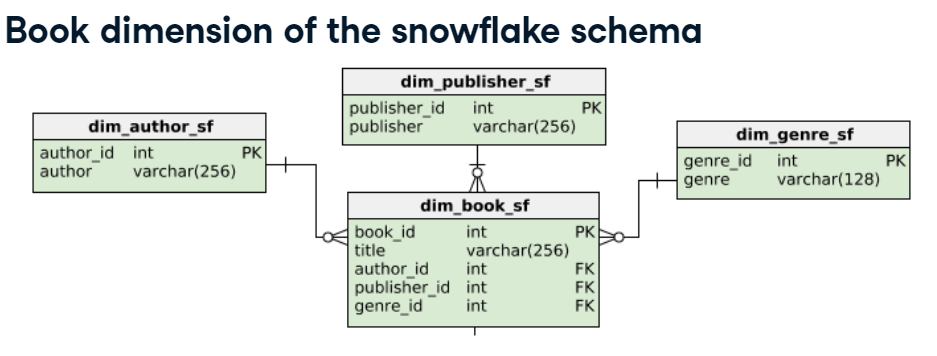 Book dimension of the snowflake schema
dim_publisher_sf
publisher_id int PK
publisher varchar(256)
dim_author_sf
author_id int PK
author varchar(256)
dim_genre_sf
genre_id int PK
genre varchar(128)
dim_book_sf
book_id int PK
title varchar(256)
author_id int FK
publisher_id int FK
genre_id int FK